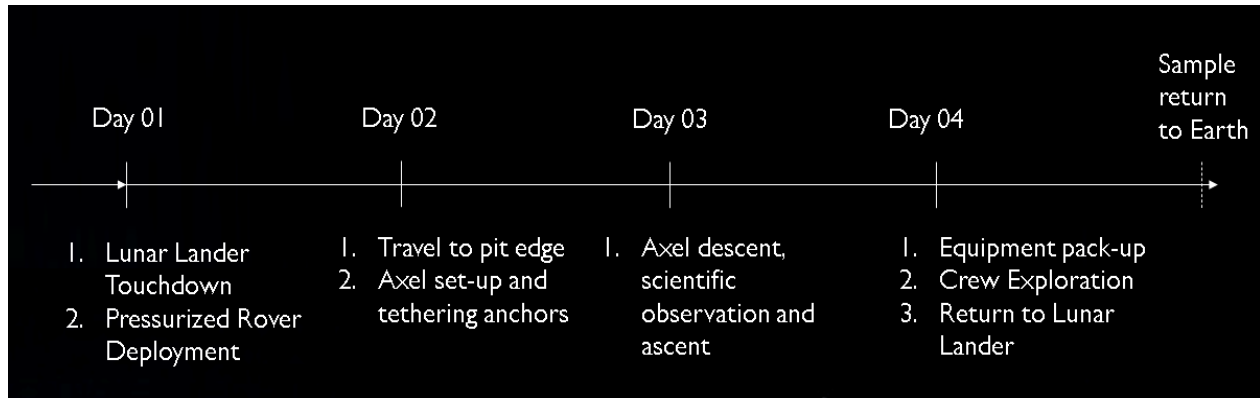 Day 01
Day 02
Day 03
Day 04
Sample
return
to Earth
1. Lunar Lander
Touchdown
2. Pressurized Rover
Deployment
1. Travel to pit edge
2. Axel set-up and
tethering anchors
1. Axel descent,
scientific
observation and
ascent
1. Equipment pack-up
2. Crew Exploration
3. Return to Lunar
Lander